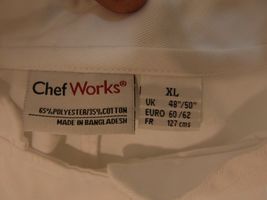 Chef Works®
65% POLYESTER/35% COTTON
MADE IN BANGLADESH
XL
UK 48"/50"
EURO 60/62
FR 127 cms